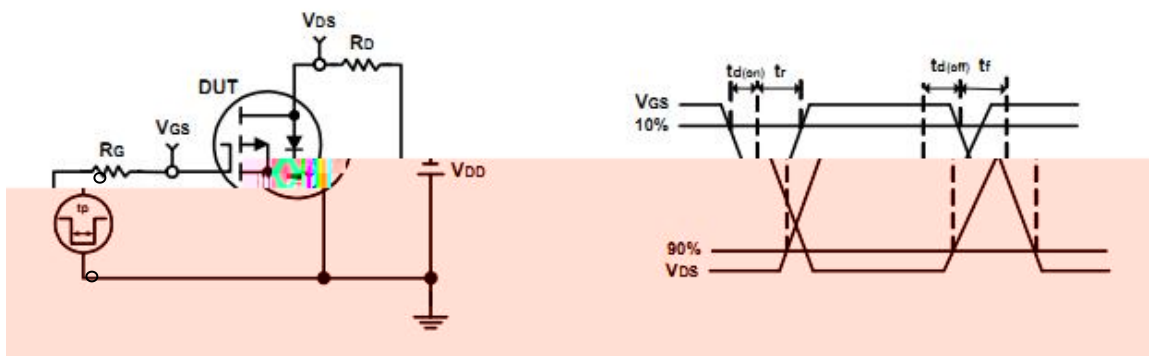 VDS
RD
DUT
VGS
RG
VDD
tp
td(on) tr
td(off) tf
VGS
10%
90%
VDS